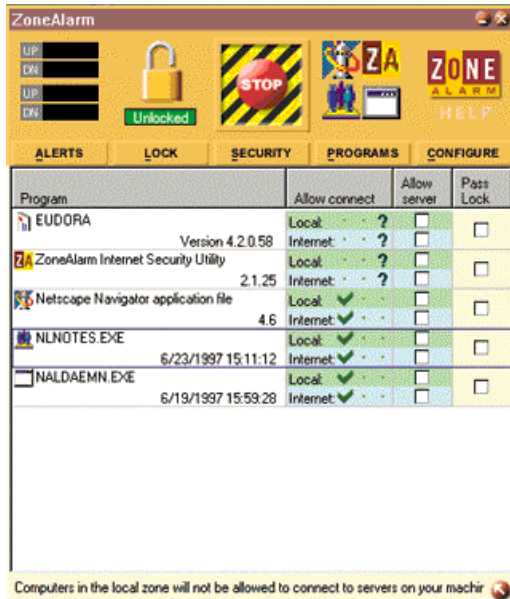 ZoneAlarm
UP
DN
UP
DN
Unlocked
STOP
ZA
ZONE
ALARM
HELP
ALERTS LOCK SECURITY PROGRAMS CONFIGURE
Program Allow connect Allow server Pass Lock
EUDORA Local: ?
Version 4.2.0.58 Internet: ?
ZA ZoneAlarm Internet Security Utility Local: ?
2.1.25 Internet: ?
Netscape Navigator application file Local:
4.6 Internet:
NLNOTES.EXE Local:
6/23/1997 15:11:12 Internet:
NALDAEMN.EXE Local:
6/19/1997 15:59:28 Internet:
Computers in the local zone will not be allowed to connect to servers on your machir